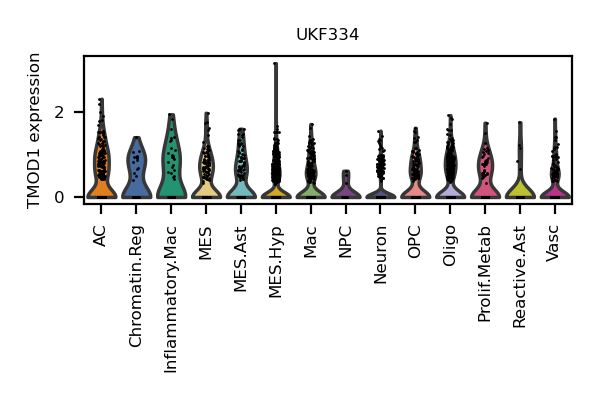 UKF334
TMOD1 expression
2
0
AC
Chromatin.Reg
Inflammatory.Mac
MES
MES.Ast
MES.Hyp
Mac
NPC
Neuron
OPC
Oligo
Prolif.Metab
Reactive.Ast
Vasc